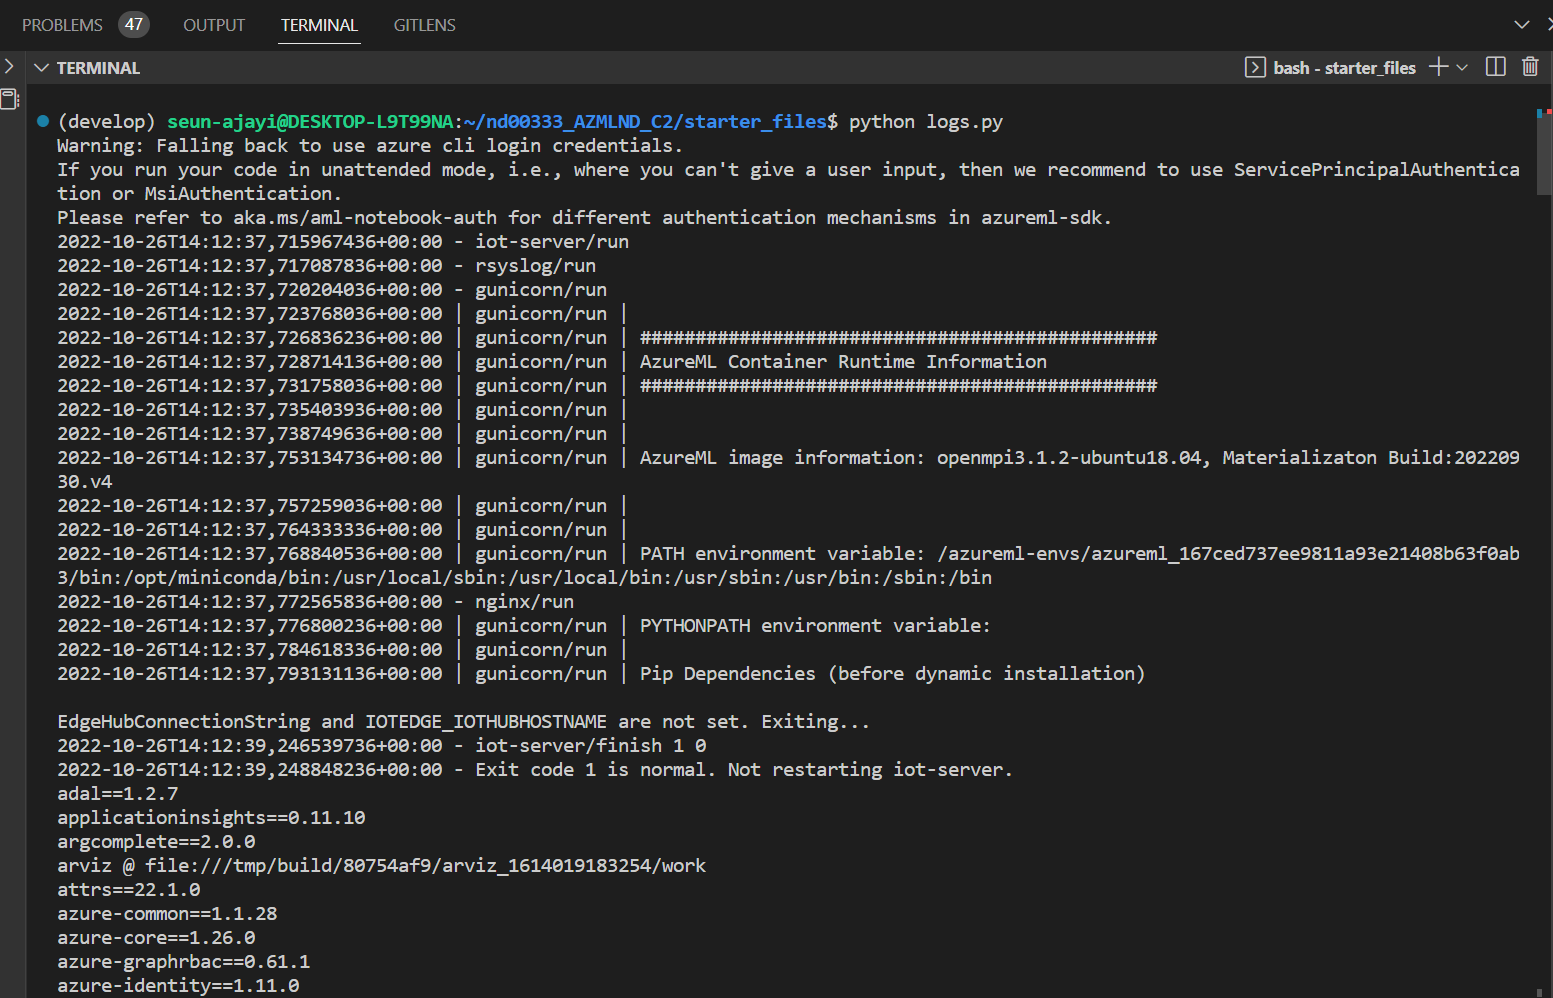 PROBLEMS 47 OUTPUT TERMINAL GITLENS
TERMINAL bash - starter_files
(develop) seun-ajayi@DESKTOP-L9T99NA:~/nd00333_AZMLND_C2/starter_files$ python logs.py
Warning: Falling back to use azure cli login credentials.
If you run your code in unattended mode, i.e., where you can't give a user input, then we recommend to use ServicePrincipalAuthentica
tion or MsiAuthentication.
Please refer to aka.ms/aml-notebook-auth for different authentication mechanisms in azureml-sdk.
2022-10-26T14:12:37,715967436+00:00 - iot-server/run
2022-10-26T14:12:37,717087836+00:00 - rsyslog/run
2022-10-26T14:12:37,720204036+00:00 - gunicorn/run
2022-10-26T14:12:37,723768036+00:00 | gunicorn/run |
2022-10-26T14:12:37,726836236+00:00 | gunicorn/run | ###############################################
2022-10-26T14:12:37,728714136+00:00 | gunicorn/run | AzureML Container Runtime Information
2022-10-26T14:12:37,731758036+00:00 | gunicorn/run | ###############################################
2022-10-26T14:12:37,735403936+00:00 | gunicorn/run |
2022-10-26T14:12:37,738749636+00:00 | gunicorn/run |
2022-10-26T14:12:37,753134736+00:00 | gunicorn/run | AzureML image information: openmpi3.1.2-ubuntu18.04, Materializaton Build:202209
30.v4
2022-10-26T14:12:37,757259036+00:00 | gunicorn/run |
2022-10-26T14:12:37,764333336+00:00 | gunicorn/run |
2022-10-26T14:12:37,768840536+00:00 | gunicorn/run | PATH environment variable: /azureml-envs/azureml_167ced737ee9811a93e21408b63f0ab
3/bin:/opt/miniconda/bin:/usr/local/sbin:/usr/local/bin:/usr/sbin:/usr/bin:/sbin:/bin
2022-10-26T14:12:37,772565836+00:00 - nginx/run
2022-10-26T14:12:37,776800236+00:00 | gunicorn/run | PYTHONPATH environment variable:
2022-10-26T14:12:37,784618336+00:00 | gunicorn/run |
2022-10-26T14:12:37,793131136+00:00 | gunicorn/run | Pip Dependencies (before dynamic installation)
EdgeHubConnectionString and IOTEDGE_IOTHUBHOSTNAME are not set. Exiting...
2022-10-26T14:12:39,246539736+00:00 - iot-server/finish 1 0
2022-10-26T14:12:39,248848236+00:00 - Exit code 1 is normal. Not restarting iot-server.
adal==1.2.7
applicationinsights==0.11.10
argcomplete==2.0.0
arviz @ file:///tmp/build/80754af9/arviz_1614019183254/work
attrs==22.1.0
azure-common==1.1.28
azure-core==1.26.0
azure-graphrbac==0.61.1
azure-identity==1.11.0